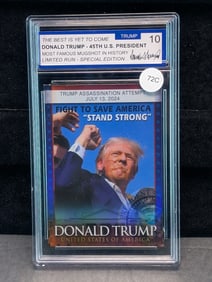 THE BEST IS YET TO COME
TRUMP
DONALD TRUMP - 45TH U.S. PRESIDENT
10
MOST FAMOUS MUGSHOT IN HISTORY
LIMITED RUN - SPECIAL EDITION
72C
TRUMP ASSASSINATION ATTEMPT
JULY 13, 2024
FIGHT TO SAVE AMERICA
"STAND STRONG"
DONALD TRUMP
UNITED STATES OF AMERICA